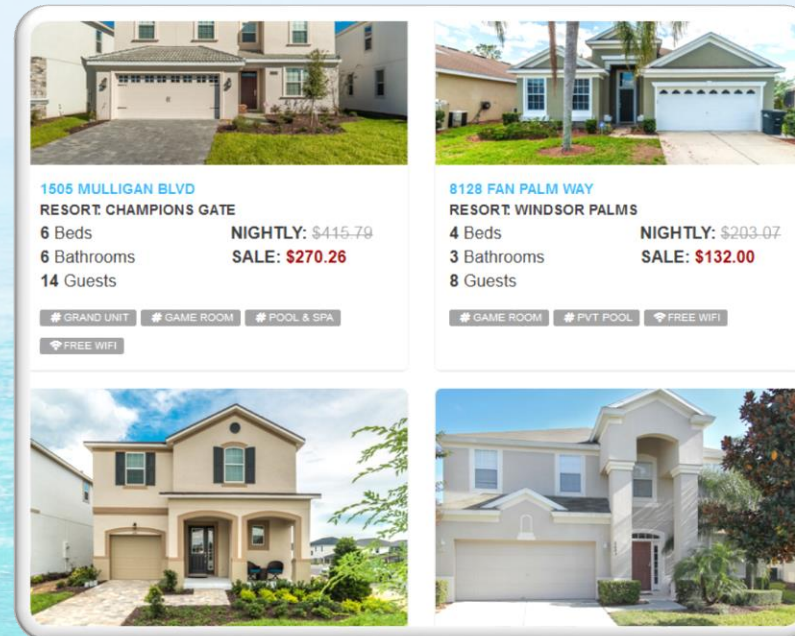 1505 MULLIGAN BLVD
RESORT: CHAMPIONS GATE
6 Beds NIGHTLY: $415.79
6 Bathrooms SALE: $270.26
14 Guests
# GRAND UNIT # GAME ROOM # POOL & SPA
FREE WIFI
8128 FAN PALM WAY
RESORT: WINDSOR PALMS
4 Beds NIGHTLY: $203.07
3 Bathrooms SALE: $132.00
8 Guests
# GAME ROOM # PVT POOL FREE WIFI